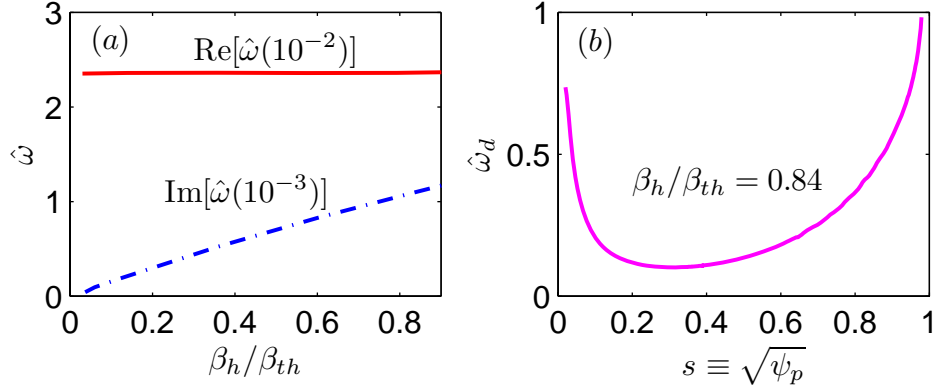 3
(a)
Re[ω̂(10⁻²)]
2
ω̂
1
Im[ω̂(10⁻³)]
0
0 0.2 0.4 0.6 0.8
β_h/β_th
1
(b)
0.5
ω̂_d
β_h/β_th = 0.84
0
0 0.2 0.4 0.6 0.8 1
s ≡ √ψ_p